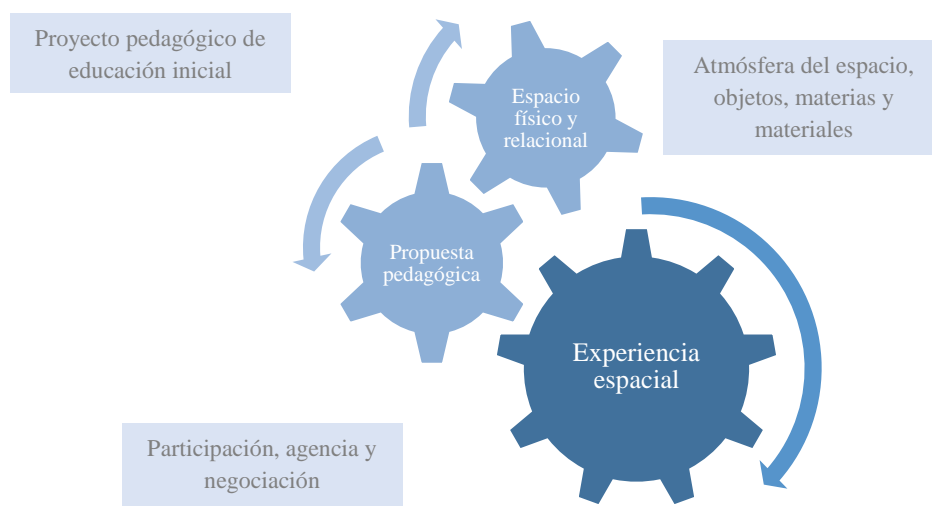 Proyecto pedagógico de
educación inicial
Espacio
físico y
relacional
Atmósfera del espacio,
objetos, materias y
materiales
Propuesta
pedagógica
Experiencia
espacial
Participación, agencia y
negociación